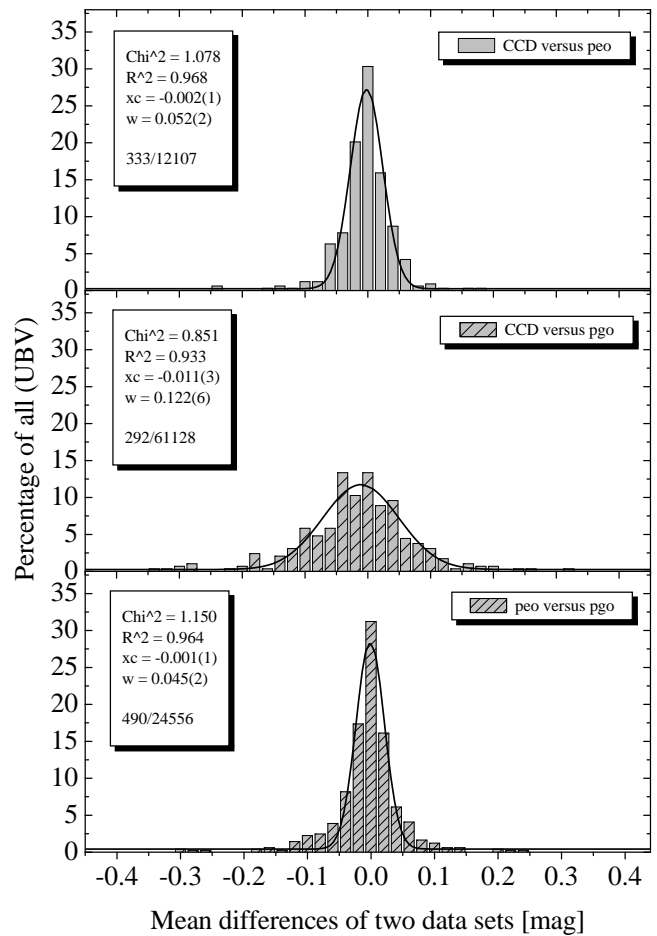 35
30
25
20
15
10
5
0
Chi^2 = 1.078
R^2 = 0.968
xc = -0.002(1)
w = 0.052(2)
333/12107
CCD versus peo
35
30
25
20
15
10
5
0
Chi^2 = 0.851
R^2 = 0.933
xc = -0.011(3)
w = 0.122(6)
292/61128
CCD versus pgo
Percentage of all (UBV)
35
30
25
20
15
10
5
0
Chi^2 = 1.150
R^2 = 0.964
xc = -0.001(1)
w = 0.045(2)
490/24556
peo versus pgo
-0.4 -0.3 -0.2 -0.1 0.0 0.1 0.2 0.3 0.4
Mean differences of two data sets [mag]